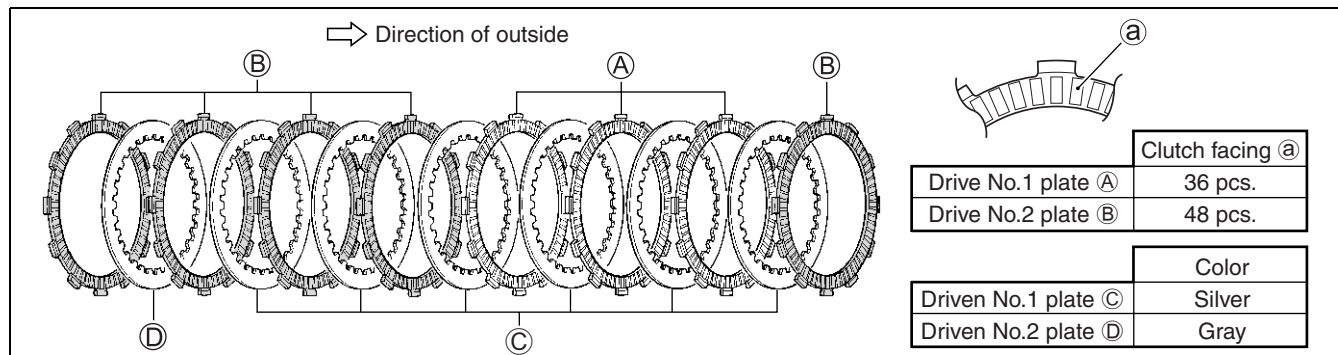 Direction of outside
Ⓑ Ⓐ Ⓑ
ⓐ
Clutch facing ⓐ
Drive No.1 plate Ⓐ 36 pcs.
Drive No.2 plate Ⓑ 48 pcs.
Color
Driven No.1 plate Ⓒ Silver
Driven No.2 plate Ⓓ Gray
Ⓓ Ⓒ